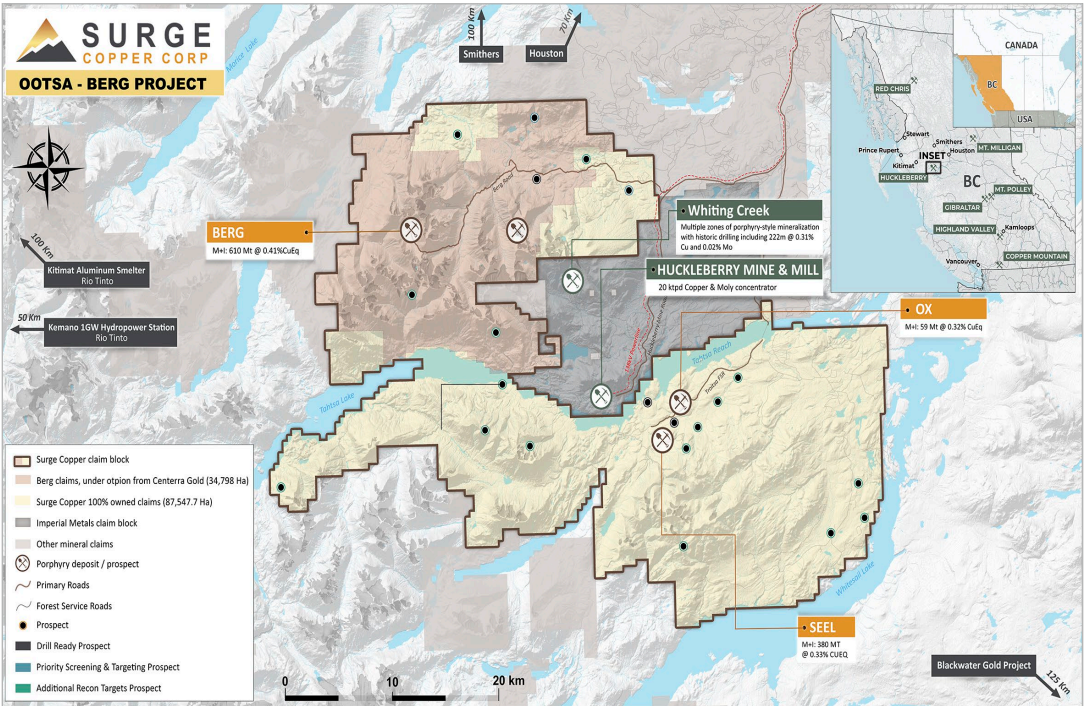 SURGE
COPPER CORP
OOTSA - BERG PROJECT
100 Km
Smithers
70 Km
Houston
Morice Lake
CANADA
BC
USA
RED CHRIS
Stewart
Smithers
Prince Rupert
INSET
Houston
MT. MILLIGAN
Kitimat
HUCKLEBERRY
BC
MT. POLLEY
GIBRALTAR
HIGHLAND VALLEY
Kamloops
Vancouver
COPPER MOUNTAIN
Berg Road
BERG
M+I: 610 Mt @ 0.41%CuEq
Whiting Creek
Multiple zones of porphyry-style mineralization
with historic drilling including 222m @ 0.31%
Cu and 0.02% Mo
HUCKLEBERRY MINE & MILL
20 ktpd Copper & Moly concentrator
100 Km
Kitimat Aluminum Smelter
Rio Tinto
50 Km
Kemano 1GW Hydropower Station
Rio Tinto
OX
M+I: 59 Mt @ 0.32% CuEq
Tahtsa Reach
Troitsa FSR
Tahtsa Lake
Surge Copper claim block
Berg claims, under otpion from Centerra Gold (34,798 Ha)
Surge Copper 100% owned claims (87,547.7 Ha)
Imperial Metals claim block
Other mineral claims
Porphyry deposit / prospect
Primary Roads
Forest Service Roads
Prospect
Drill Ready Prospect
Priority Screening & Targeting Prospect
Additional Recon Targets Prospect
Whitesail Lake
SEEL
M+I: 380 MT
@ 0.33% CUEQ
0 10 20 km
Blackwater Gold Project
125 Km